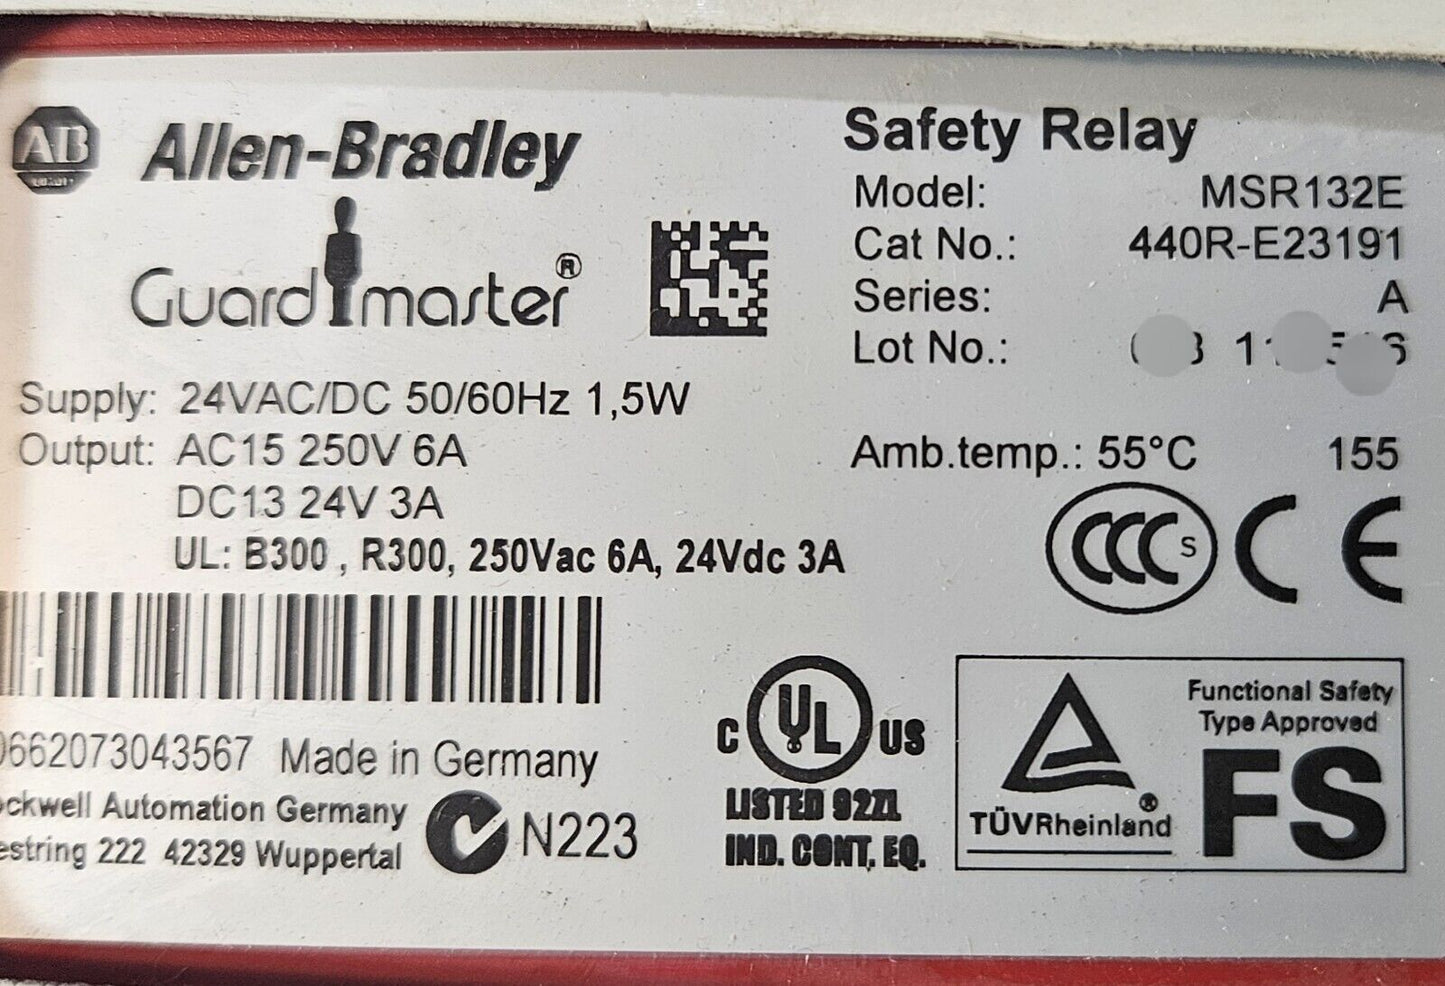 AB
Allen-Bradley
Guardmaster®
Safety Relay
Model: MSR132E
Cat No.: 440R-E23191
Series: A
Lot No.:
Supply: 24VAC/DC 50/60Hz 1,5W
Output: AC15 250V 6A
DC13 24V 3A
UL: B300 , R300, 250Vac 6A, 24Vdc 3A
Amb.temp.: 55°C 155
CCC S CE
662073043567 Made in Germany
ckwell Automation Germany
estring 222 42329 Wuppertal
N223
C UL US
LISTED 9ZZ1
IND. CONT. EQ.
TÜVRheinland ®
Functional Safety
Type Approved
FS